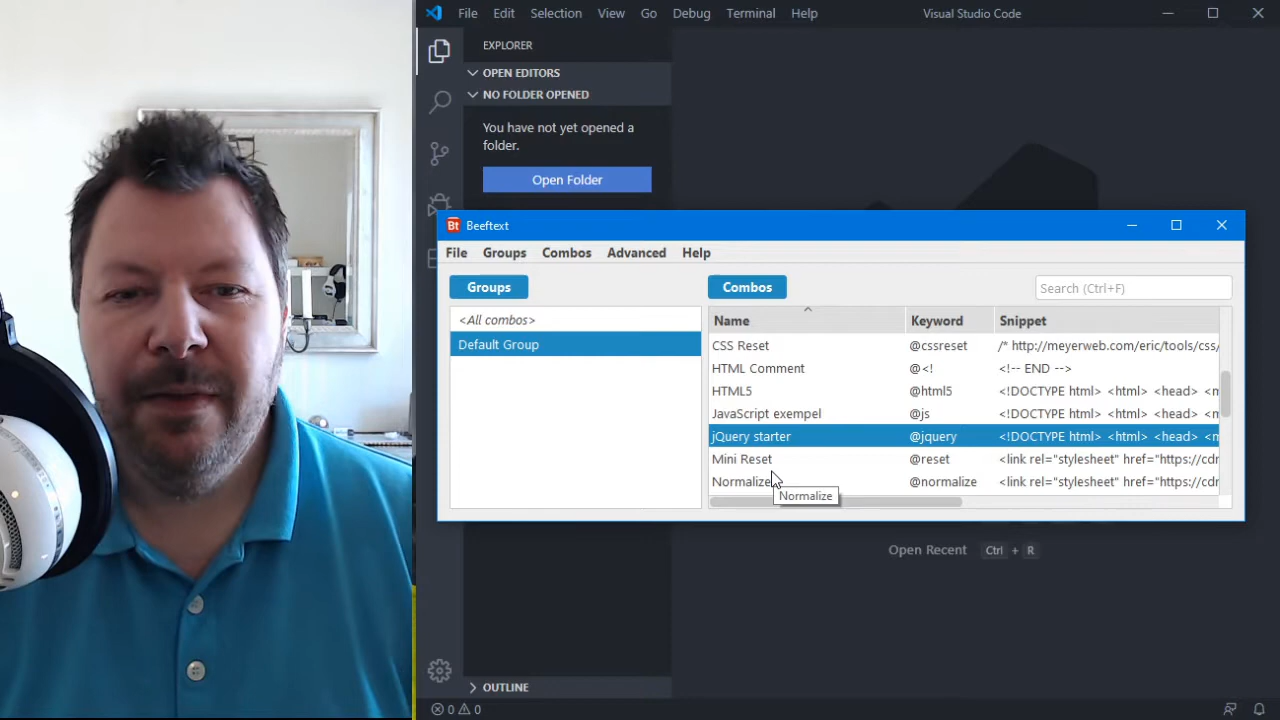 File Edit Selection View Go Debug Terminal Help Visual Studio Code
EXPLORER
OPEN EDITORS
NO FOLDER OPENED
You have not yet opened a
folder.
Open Folder
Bt Beeftext
File Groups Combos Advanced Help
Groups
<All combos>
Default Group
Combos
Search (Ctrl+F)
Name Keyword Snippet
CSS Reset @cssreset /* http://meyerweb.com/eric/tools/css/
HTML Comment @<! <!-- END -->
HTML5 @html5 <!DOCTYPE html> <html> <head> <m
JavaScript exempel @js <!DOCTYPE html> <html> <head> <m
jQuery starter @jquery <!DOCTYPE html> <html> <head> <m
Mini Reset @reset <link rel="stylesheet" href="https://cdn
Normalize @normalize <link rel="stylesheet" href="https://cdn
Normalize
Open Recent Ctrl + R
OUTLINE
0 0